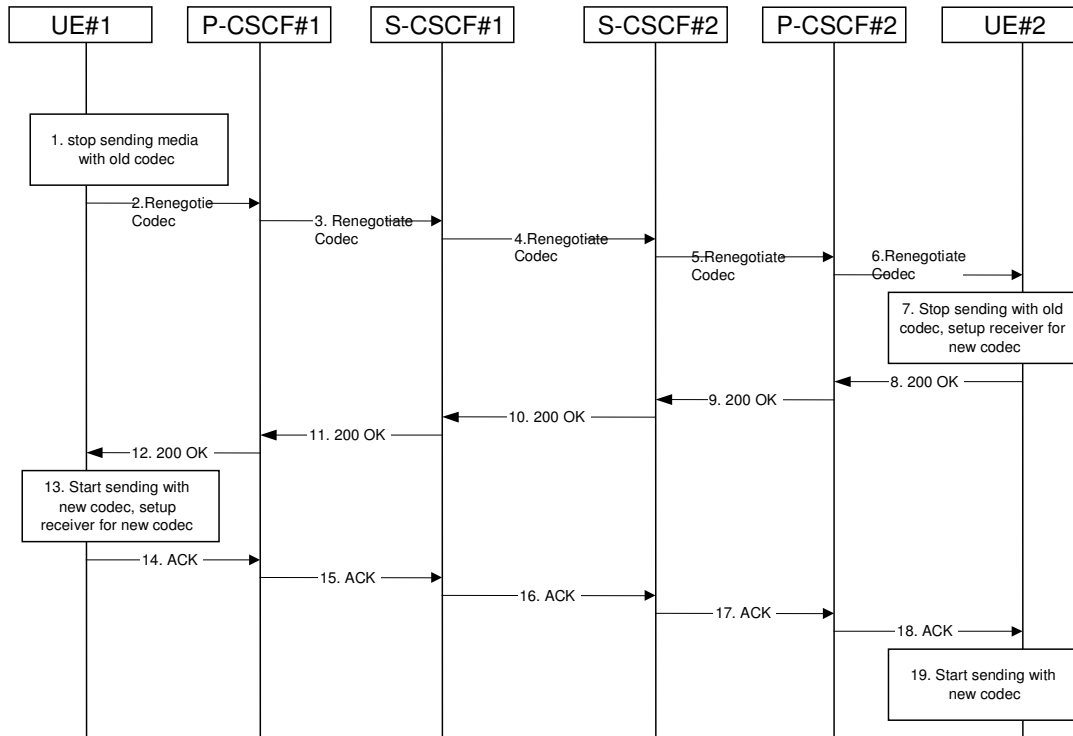 UE#1
P-CSCF#1
S-CSCF#1
S-CSCF#2
P-CSCF#2
UE#2
1. stop sending media
with old codec
2.Renegotie
Codec
3. Renegotiate
Codec
4.Renegotiate
Codec
5.Renegotiate
Codec
6.Renegotiate
Codec
7. Stop sending with old
codec, setup receiver for
new codec
8. 200 OK
9. 200 OK
10. 200 OK
11. 200 OK
12. 200 OK
13. Start sending with
new codec, setup
receiver for new codec
14. ACK
15. ACK
16. ACK
17. ACK
18. ACK
19. Start sending with
new codec